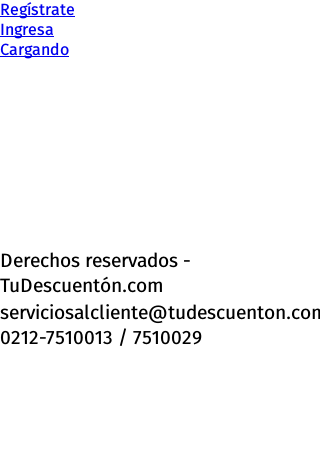 Regístrate
Ingresa
Cargando
Derechos reservados -
TuDescuentón.com
serviciosalcliente@tudescuenton.com
0212-7510013 / 7510029